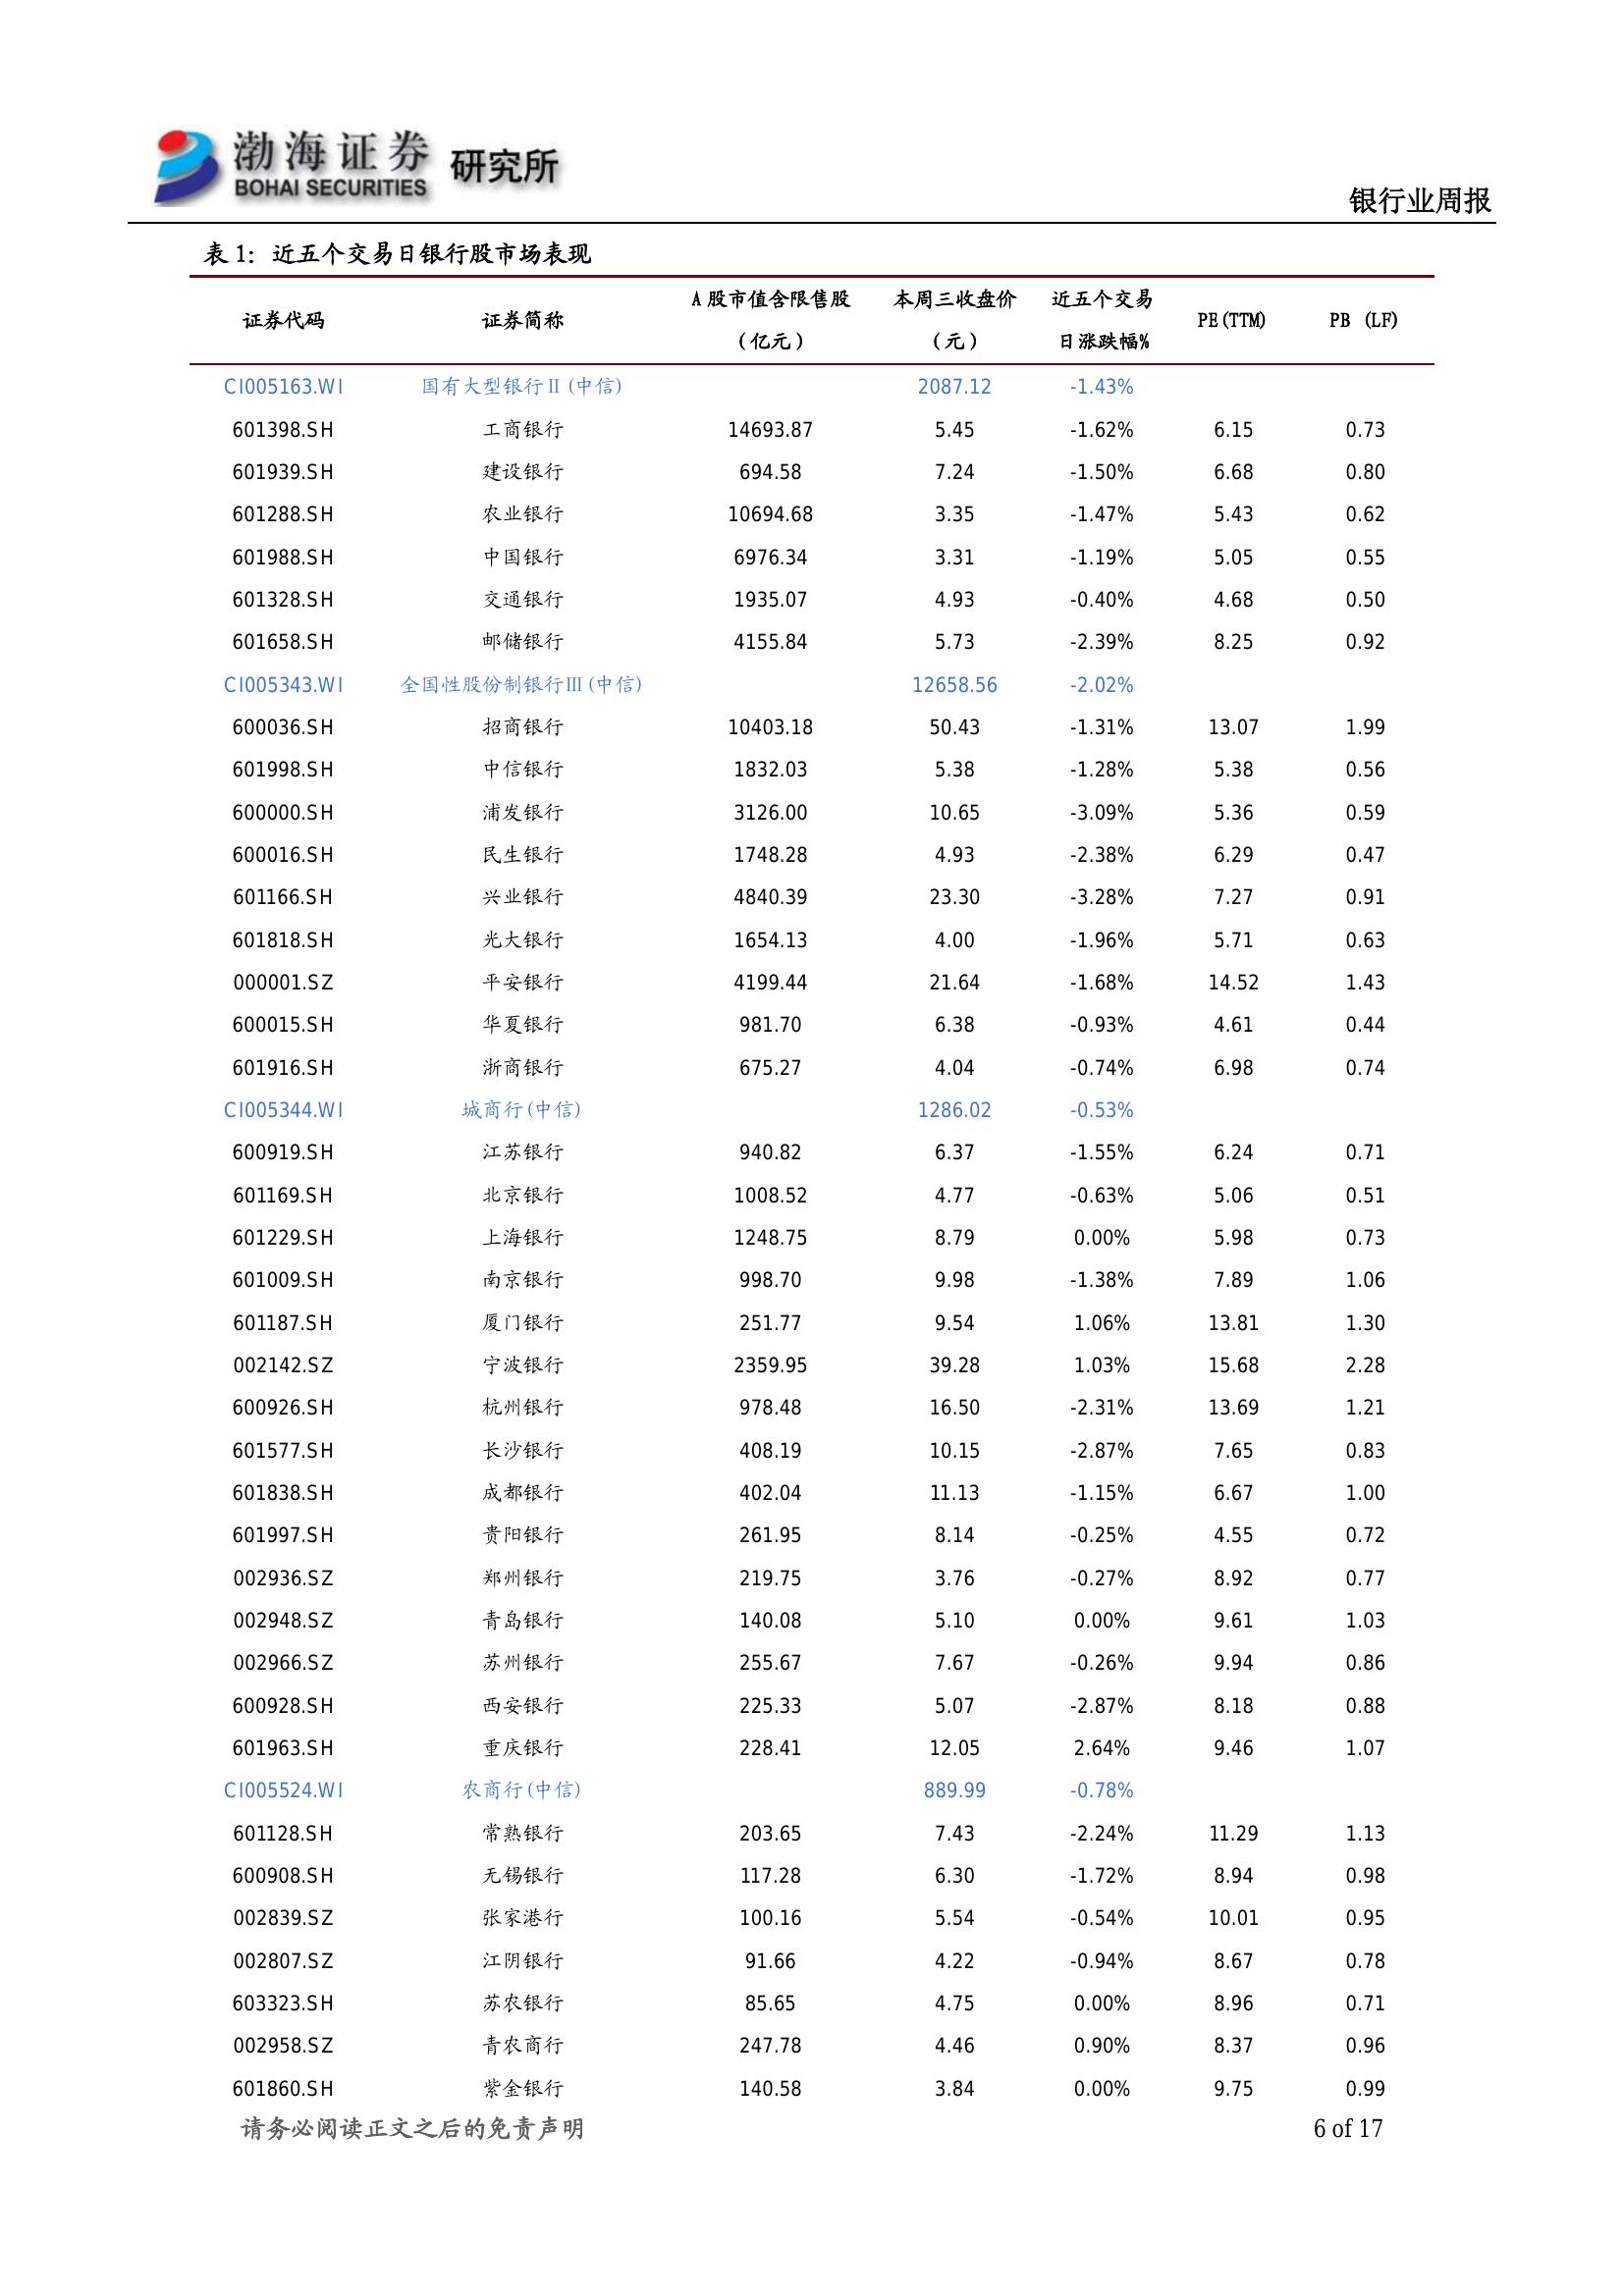 渤海证券 研究所
BOHAI SECURITIES
银行业周报
表 1：近五个交易日银行股市场表现
证券代码 证券简称 A 股市值含限售股（亿元） 本周三收盘价（元） 近五个交易日涨跌幅% PE(TTM) PB (LF)
CI005163.WI 国有大型银行Ⅱ(中信) 2087.12 -1.43%
601398.SH 工商银行 14693.87 5.45 -1.62% 6.15 0.73
601939.SH 建设银行 694.58 7.24 -1.50% 6.68 0.80
601288.SH 农业银行 10694.68 3.35 -1.47% 5.43 0.62
601988.SH 中国银行 6976.34 3.31 -1.19% 5.05 0.55
601328.SH 交通银行 1935.07 4.93 -0.40% 4.68 0.50
601658.SH 邮储银行 4155.84 5.73 -2.39% 8.25 0.92
CI005343.WI 全国性股份制银行Ⅲ(中信) 12658.56 -2.02%
600036.SH 招商银行 10403.18 50.43 -1.31% 13.07 1.99
601998.SH 中信银行 1832.03 5.38 -1.28% 5.38 0.56
600000.SH 浦发银行 3126.00 10.65 -3.09% 5.36 0.59
600016.SH 民生银行 1748.28 4.93 -2.38% 6.29 0.47
601166.SH 兴业银行 4840.39 23.30 -3.28% 7.27 0.91
601818.SH 光大银行 1654.13 4.00 -1.96% 5.71 0.63
000001.SZ 平安银行 4199.44 21.64 -1.68% 14.52 1.43
600015.SH 华夏银行 981.70 6.38 -0.93% 4.61 0.44
601916.SH 浙商银行 675.27 4.04 -0.74% 6.98 0.74
CI005344.WI 城商行(中信) 1286.02 -0.53%
600919.SH 江苏银行 940.82 6.37 -1.55% 6.24 0.71
601169.SH 北京银行 1008.52 4.77 -0.63% 5.06 0.51
601229.SH 上海银行 1248.75 8.79 0.00% 5.98 0.73
601009.SH 南京银行 998.70 9.98 -1.38% 7.89 1.06
601187.SH 厦门银行 251.77 9.54 1.06% 13.81 1.30
002142.SZ 宁波银行 2359.95 39.28 1.03% 15.68 2.28
600926.SH 杭州银行 978.48 16.50 -2.31% 13.69 1.21
601577.SH 长沙银行 408.19 10.15 -2.87% 7.65 0.83
601838.SH 成都银行 402.04 11.13 -1.15% 6.67 1.00
601997.SH 贵阳银行 261.95 8.14 -0.25% 4.55 0.72
002936.SZ 郑州银行 219.75 3.76 -0.27% 8.92 0.77
002948.SZ 青岛银行 140.08 5.10 0.00% 9.61 1.03
002966.SZ 苏州银行 255.67 7.67 -0.26% 9.94 0.86
600928.SH 西安银行 225.33 5.07 -2.87% 8.18 0.88
601963.SH 重庆银行 228.41 12.05 2.64% 9.46 1.07
CI005524.WI 农商行(中信) 889.99 -0.78%
601128.SH 常熟银行 203.65 7.43 -2.24% 11.29 1.13
600908.SH 无锡银行 117.28 6.30 -1.72% 8.94 0.98
002839.SZ 张家港行 100.16 5.54 -0.54% 10.01 0.95
002807.SZ 江阴银行 91.66 4.22 -0.94% 8.67 0.78
603323.SH 苏农银行 85.65 4.75 0.00% 8.96 0.71
002958.SZ 青农商行 247.78 4.46 0.90% 8.37 0.96
601860.SH 紫金银行 140.58 3.84 0.00% 9.75 0.99
请务必阅读正文之后的免责声明 6 of 17